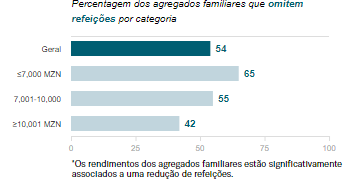 Percentagem dos agregados familiares que omitem
refeições por categoria
Geral 54
≤7,000 MZN 65
7,001-10,000 55
≥10,001 MZN 42
0 25 50 75 100
*Os rendimentos dos agregados familiares estão significativamente
associados a uma redução de refeições.